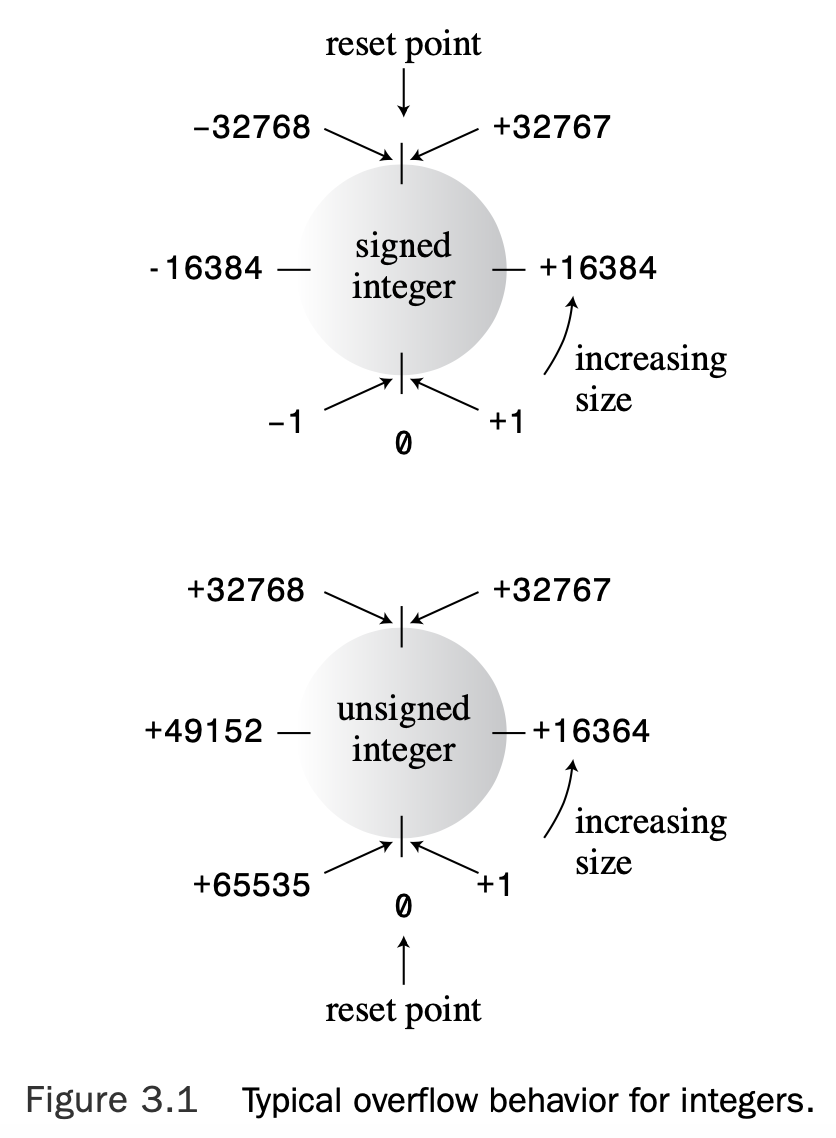 reset point
−32768
+32767
signed
integer
-16384
+16384
increasing
size
−1
+1
0
+32768
+32767
unsigned
integer
+49152
+16364
increasing
size
+65535
+1
0
reset point
Figure 3.1 Typical overflow behavior for integers.